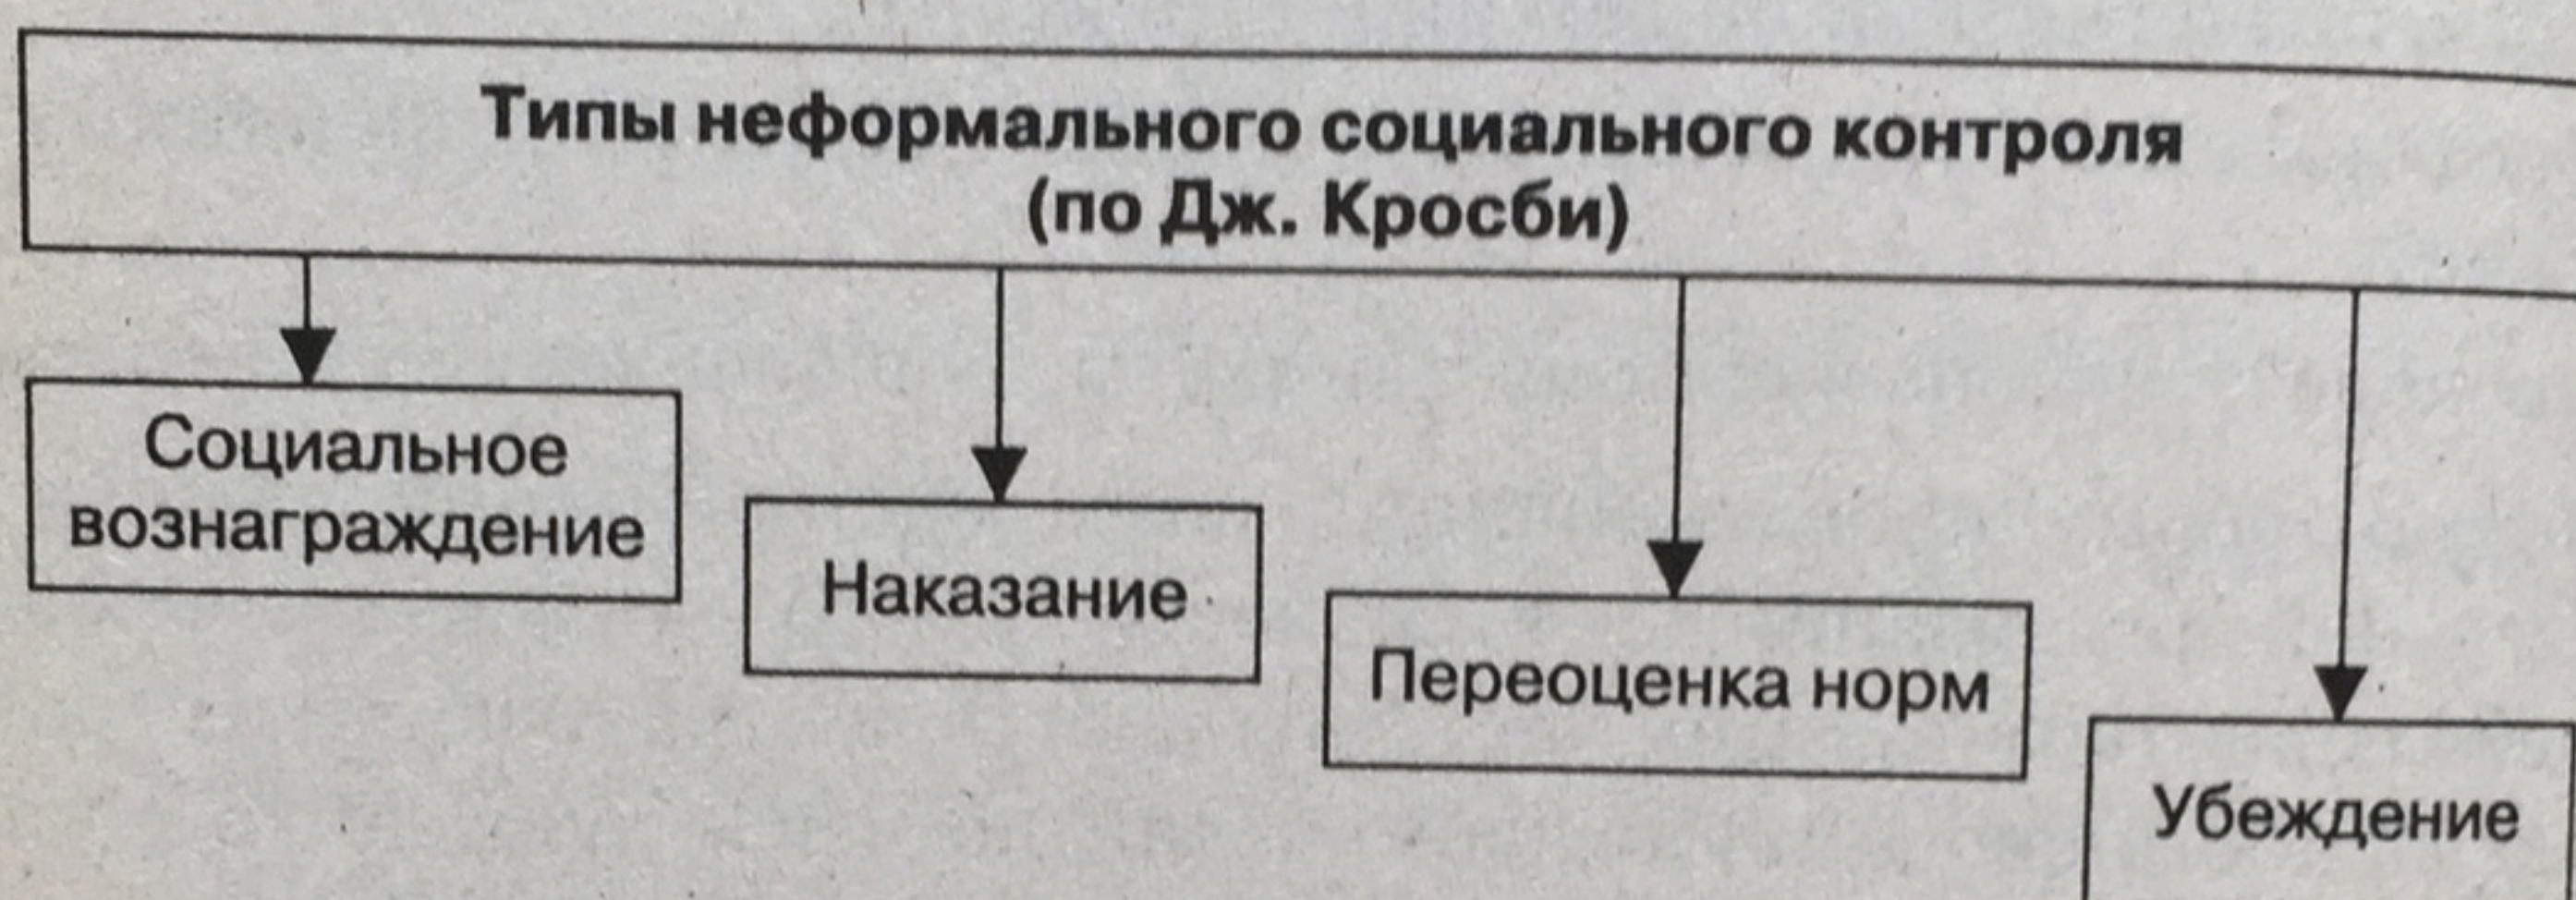 Типы неформального социального контроля
(по Дж. Кросби)
Социальное
вознаграждение
Наказание
Переоценка норм
Убеждение